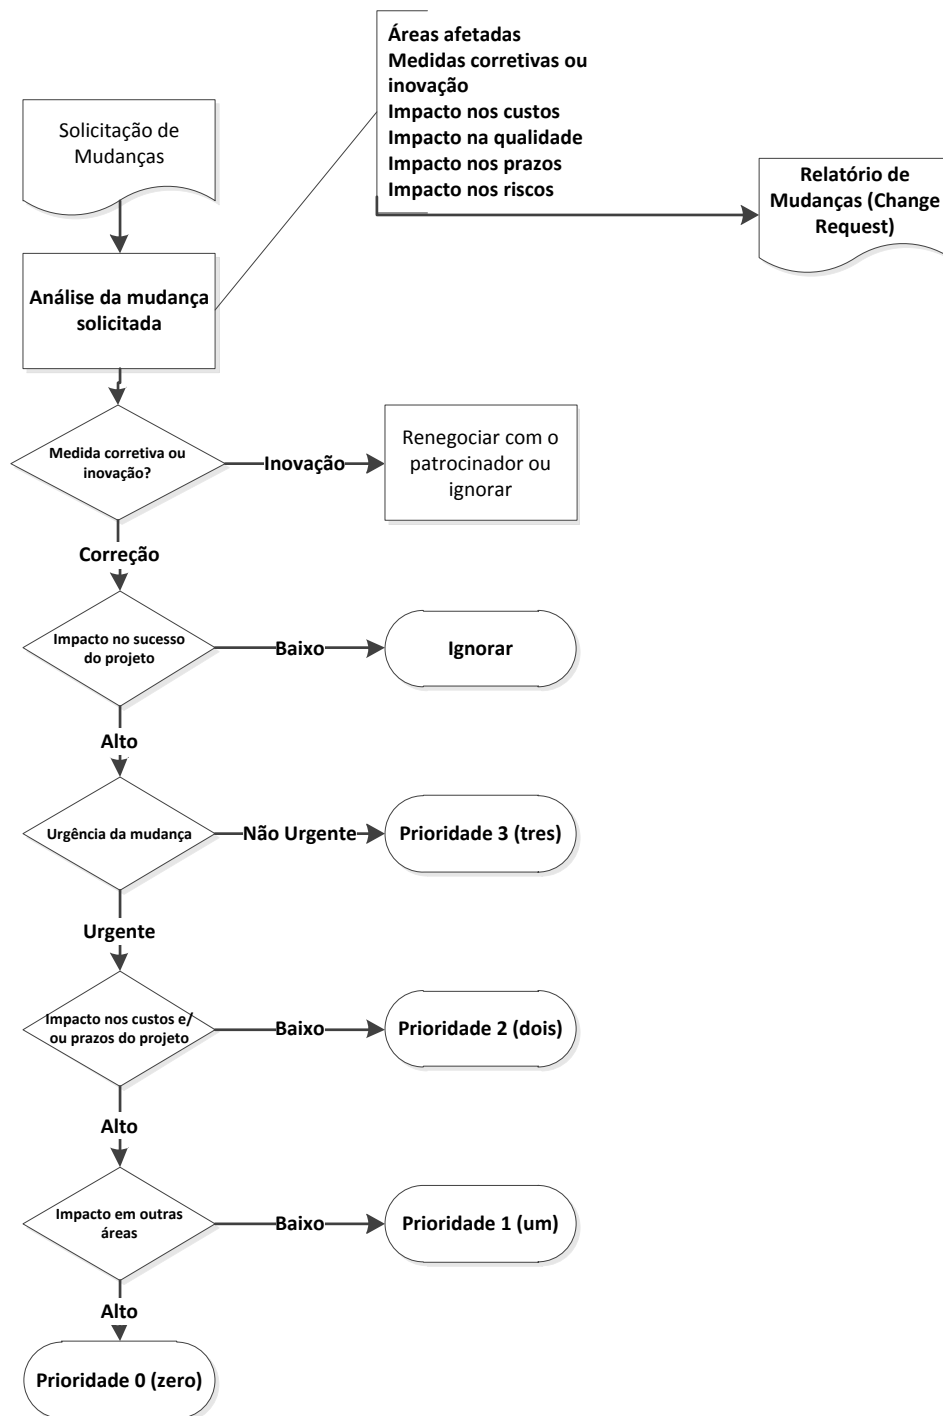 Áreas afetadas
Medidas corretivas ou
inovação
Impacto nos custos
Impacto na qualidade
Impacto nos prazos
Impacto nos riscos
Solicitação de
Mudanças
Relatório de
Mudanças (Change
Request)
Análise da mudança
solicitada
Medida corretiva ou
inovação?
Inovação
Renegociar com o
patrocinador ou
ignorar
Correção
Impacto no sucesso
do projeto
Baixo
Ignorar
Alto
Urgência da mudança
Não Urgente
Prioridade 3 (tres)
Urgente
Impacto nos custos e/
ou prazos do projeto
Baixo
Prioridade 2 (dois)
Alto
Impacto em outras
áreas
Baixo
Prioridade 1 (um)
Alto
Prioridade 0 (zero)